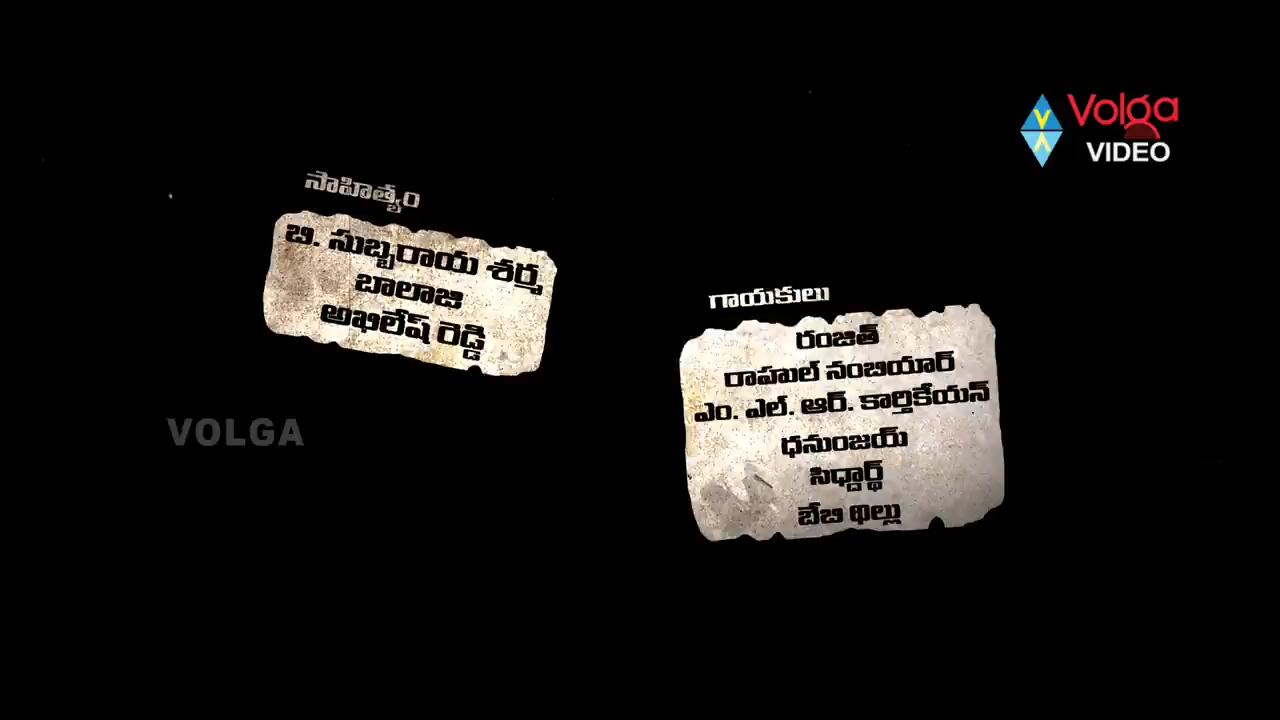 Volga
VIDEO
సాహిత్యం
బి. సుబ్బరాయ శర్మ
బాలాజి
అఖిలేష్ రెడ్డి
గాయకులు
రంజిత్
రాహుల్ నంబియార్
ఎం. ఎల్. ఆర్. కార్తికేయన్
ధనుంజయ్
సిద్ధార్థ్
బేబి థిల్లు
VOLGA